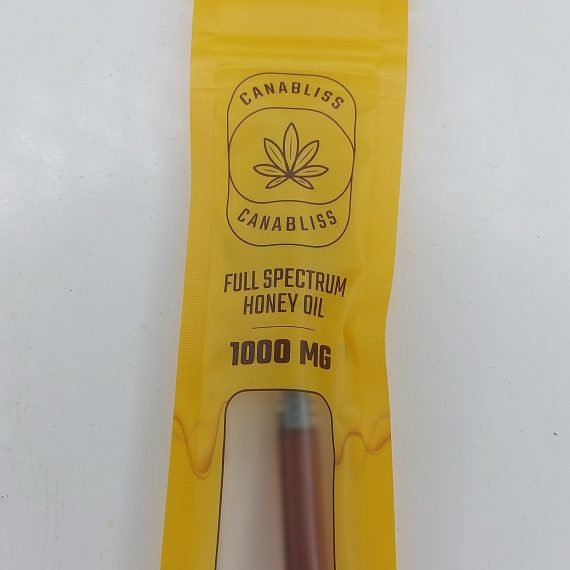 CANABLISS
CANABLISS
FULL SPECTRUM
HONEY OIL
1000 MG